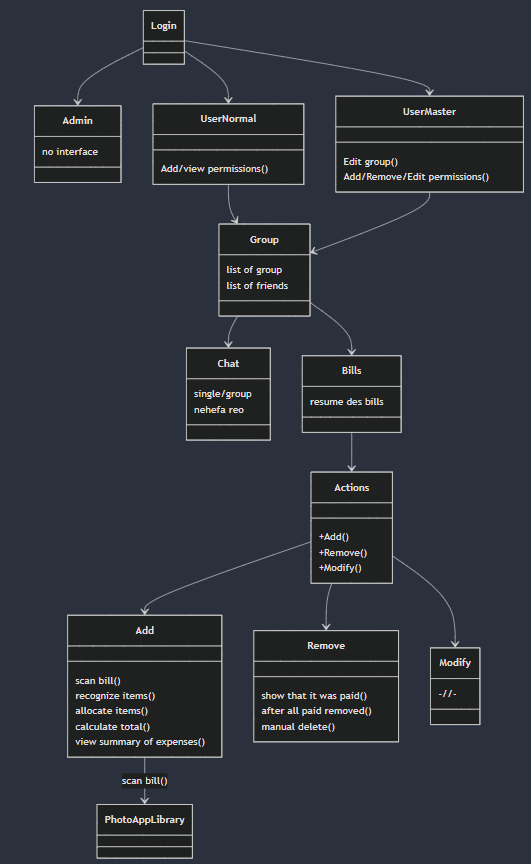 Login
Admin
no interface
UserNormal
Add/view permissions()
UserMaster
Edit group()
Add/Remove/Edit permissions()
Group
list of group
list of friends
Chat
single/group
nehefa reo
Bills
resume des bills
Actions
+Add()
+Remove()
+Modify()
Add
scan bill()
recognize items()
allocate items()
calculate total()
view summary of expenses()
Remove
show that it was paid()
after all paid removed()
manual delete()
Modify
-//-
scan bill()
PhotoAppLibrary